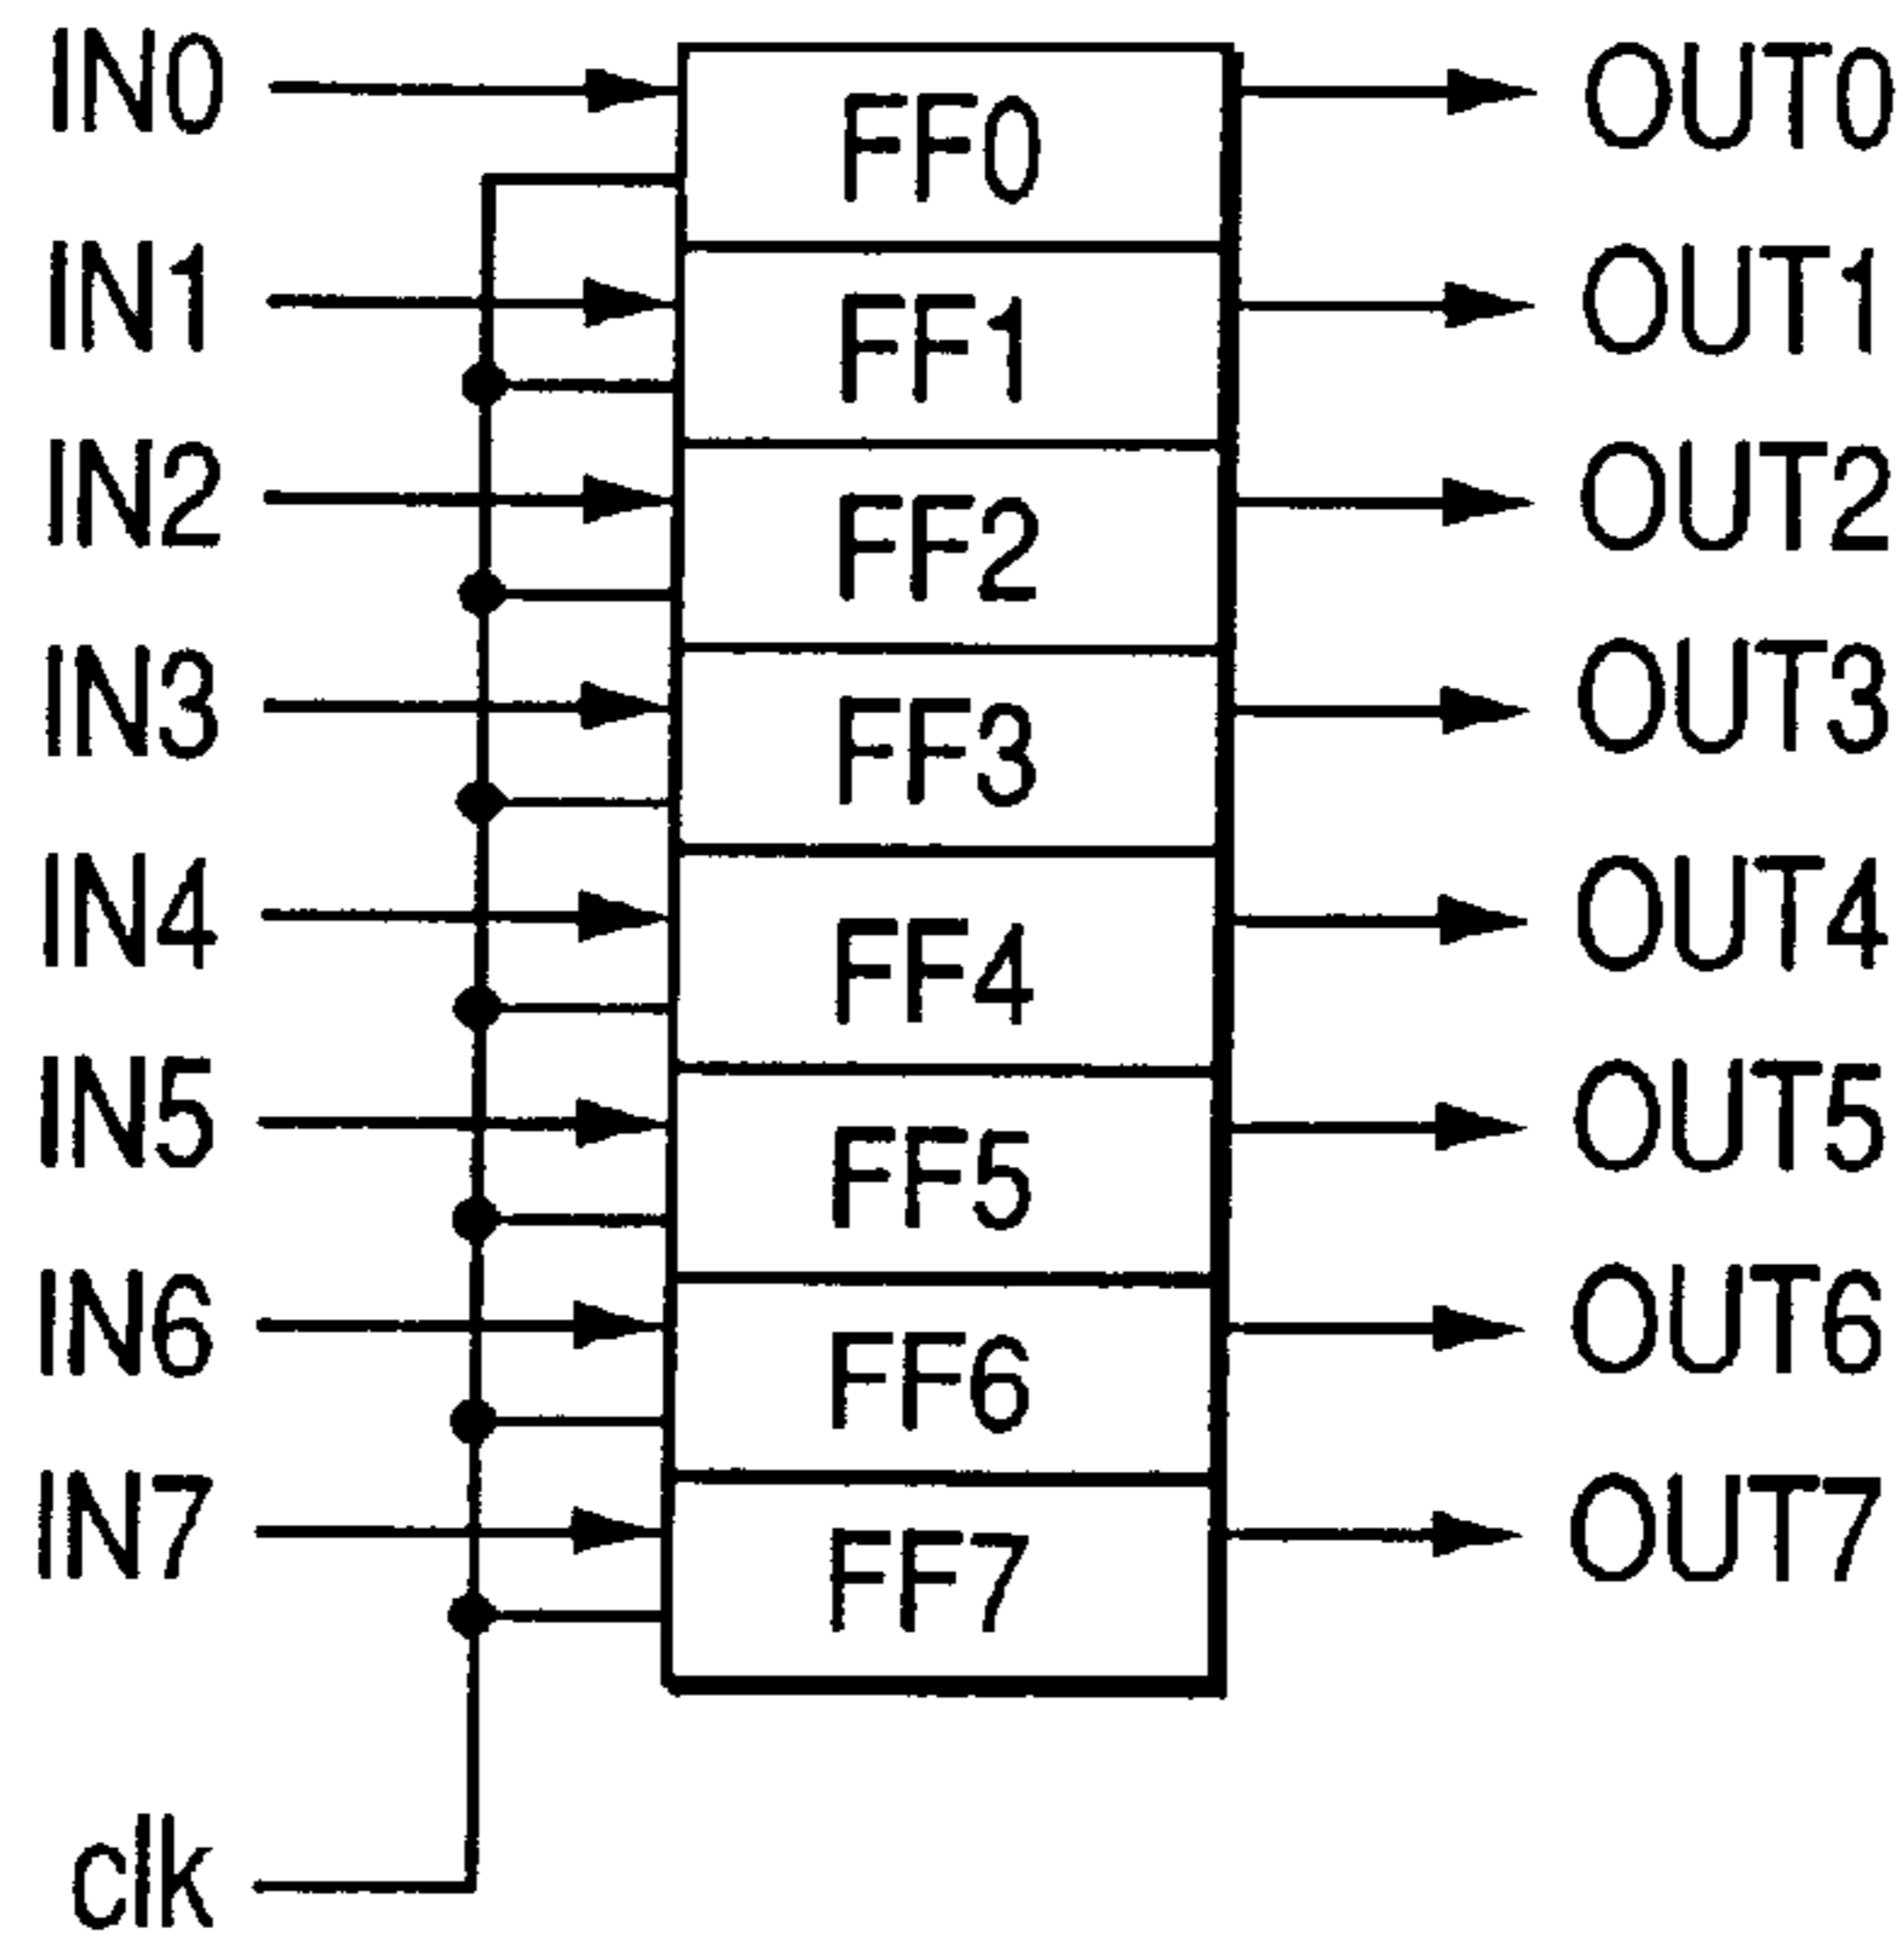 IN0 FF0 OUT0
IN1 FF1 OUT1
IN2 FF2 OUT2
IN3 FF3 OUT3
IN4 FF4 OUT4
IN5 FF5 OUT5
IN6 FF6 OUT6
IN7 FF7 OUT7
clk